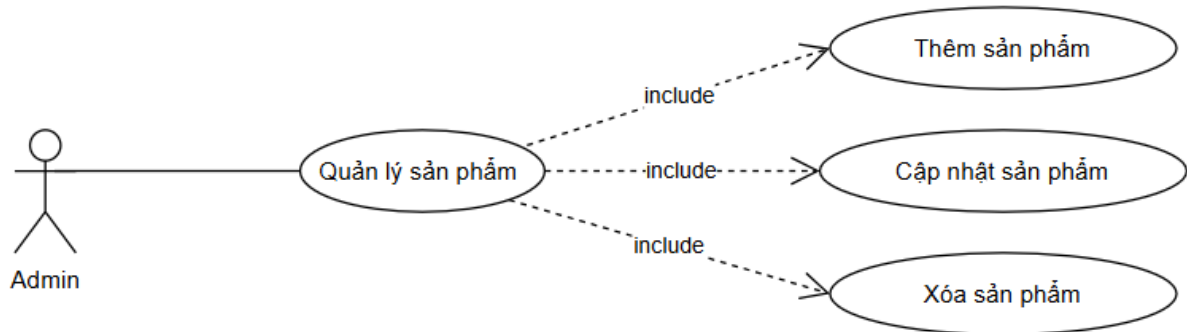 Thêm sản phẩm
include
Quản lý sản phẩm
include
Cập nhật sản phẩm
include
Xóa sản phẩm
Admin